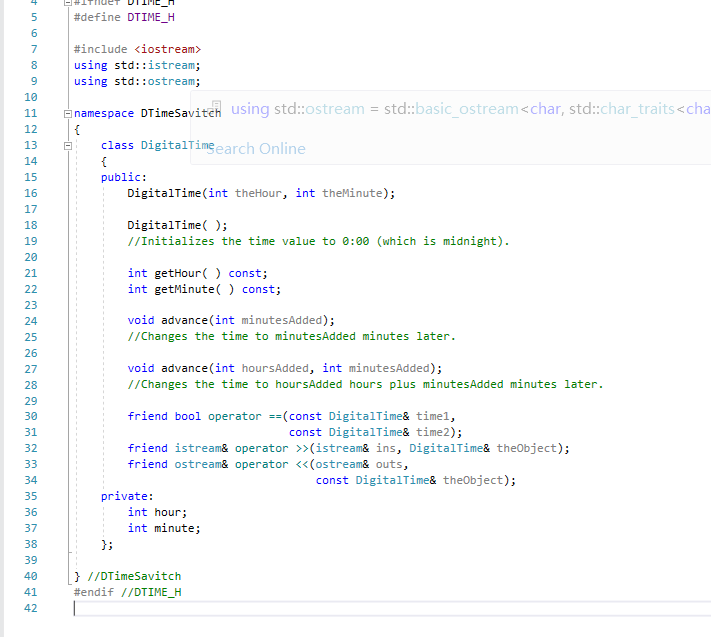 4 #ifndef DTIME_H
5 #define DTIME_H
6
7 #include <iostream>
8 using std::istream;
9 using std::ostream;
10
11 namespace DTimeSavitch
12 {
13 class DigitalTime
14 {
15 public:
16 DigitalTime(int theHour, int theMinute);
17
18 DigitalTime( );
19 //Initializes the time value to 0:00 (which is midnight).
20
21 int getHour( ) const;
22 int getMinute( ) const;
23
24 void advance(int minutesAdded);
25 //Changes the time to minutesAdded minutes later.
26
27 void advance(int hoursAdded, int minutesAdded);
28 //Changes the time to hoursAdded hours plus minutesAdded minutes later.
29
30 friend bool operator ==(const DigitalTime& time1,
31 const DigitalTime& time2);
32 friend istream& operator >>(istream& ins, DigitalTime& theObject);
33 friend ostream& operator <<(ostream& outs,
34 const DigitalTime& theObject);
35 private:
36 int hour;
37 int minute;
38 };
39
40 } //DTimeSavitch
41 #endif //DTIME_H
42
using std::ostream = std::basic_ostream<char, std::char_traits<cha
Search Online